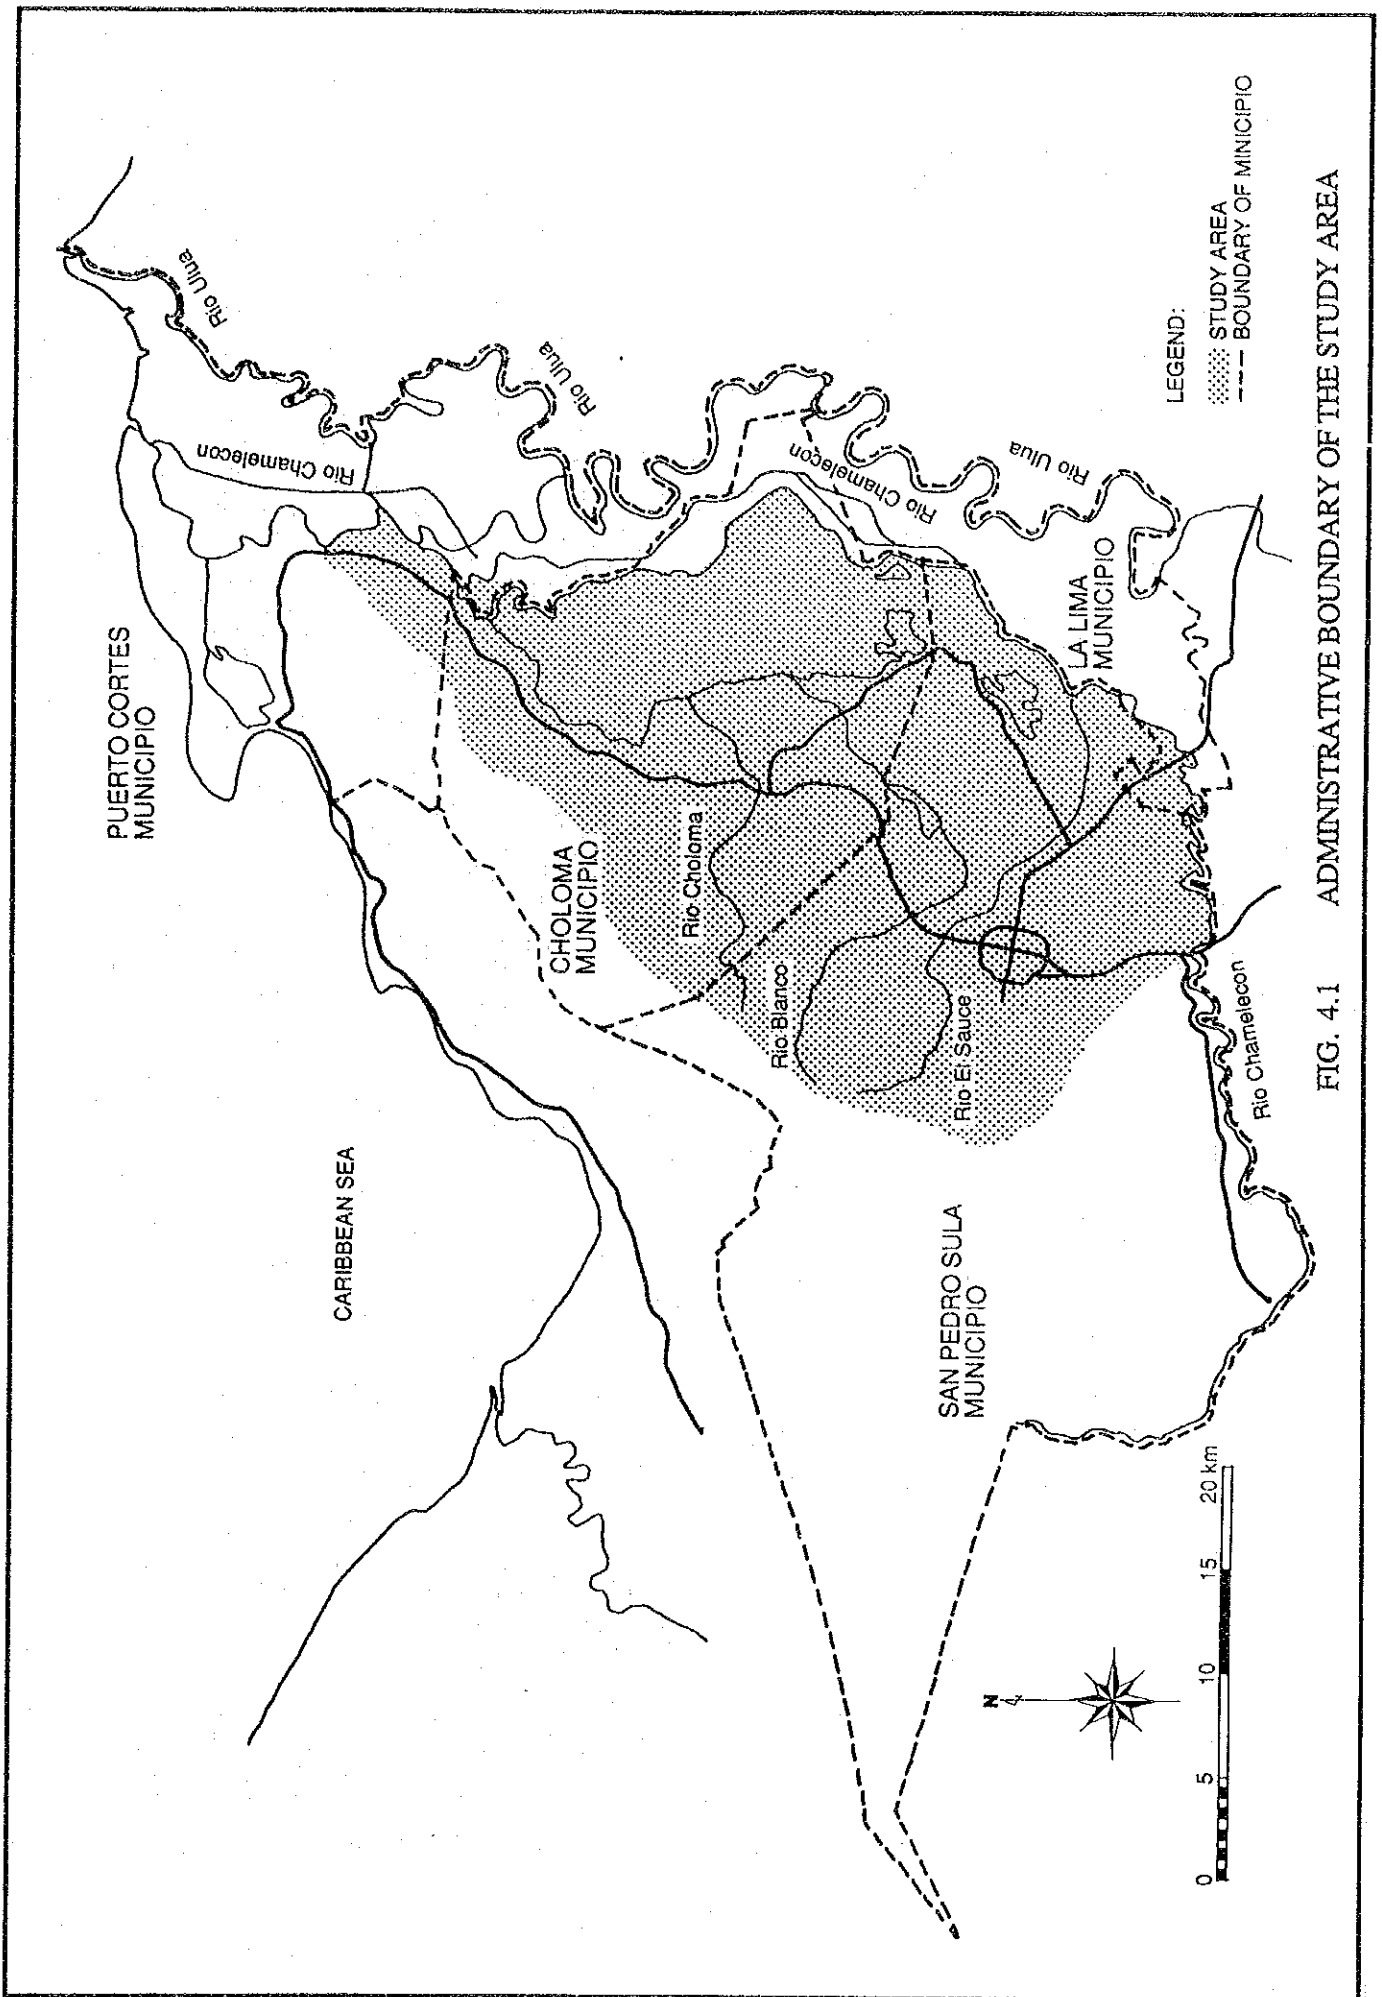 PUERTO CORTES
MUNICIPIO
Rio Ulua
Rio Chamelecon
Rio Ulua
CARIBBEAN SEA
CHOLOMA
MUNICIPIO
Rio Choloma
Rio Chamelecon
Rio Blanco
Rio Ulua
Rio El Sauce
LA LIMA
MUNICIPIO
SAN PEDRO SULA
MUNICIPIO
Rio Chamelecon
N
0 5 10 15 20 km
LEGEND:
STUDY AREA
BOUNDARY OF MINICIPIO
FIG. 4.1 ADMINISTRATIVE BOUNDARY OF THE STUDY AREA